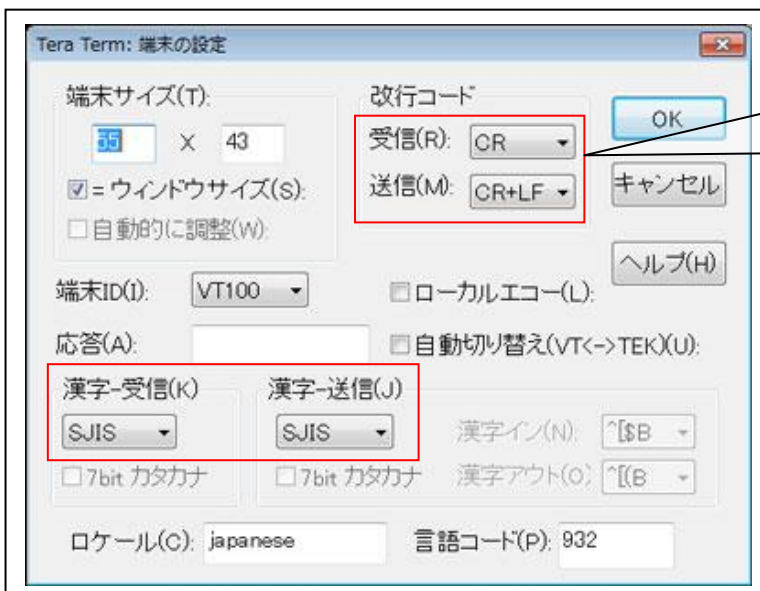 Tera Term: 端末の設定
端末サイズ(T):
55 X 43
☑=ウィンドウサイズ(S):
□自動的に調整(W):
改行コード
受信(R): CR
送信(M): CR+LF
OK
キャンセル
ヘルプ(H)
端末ID(I): VT100
□ローカルエコー(L):
応答(A):
□自動切り替え(VT<->TEK)(U):
漢字-受信(K)
SJIS
□7bit カタカナ
漢字-送信(J)
SJIS
□7bit カタカナ
漢字イン(N): ^[$B
漢字アウト(O) ^[(B
ロケール(C): japanese
言語コード(P): 932